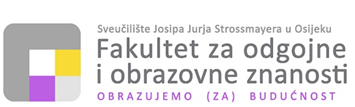 Sveučilište Josipa Jurja Strossmayera u Osijeku
Fakultet za odgojne
i obrazovne znanosti
OBRAZUJEMO (ZA) BUDUĆNOST